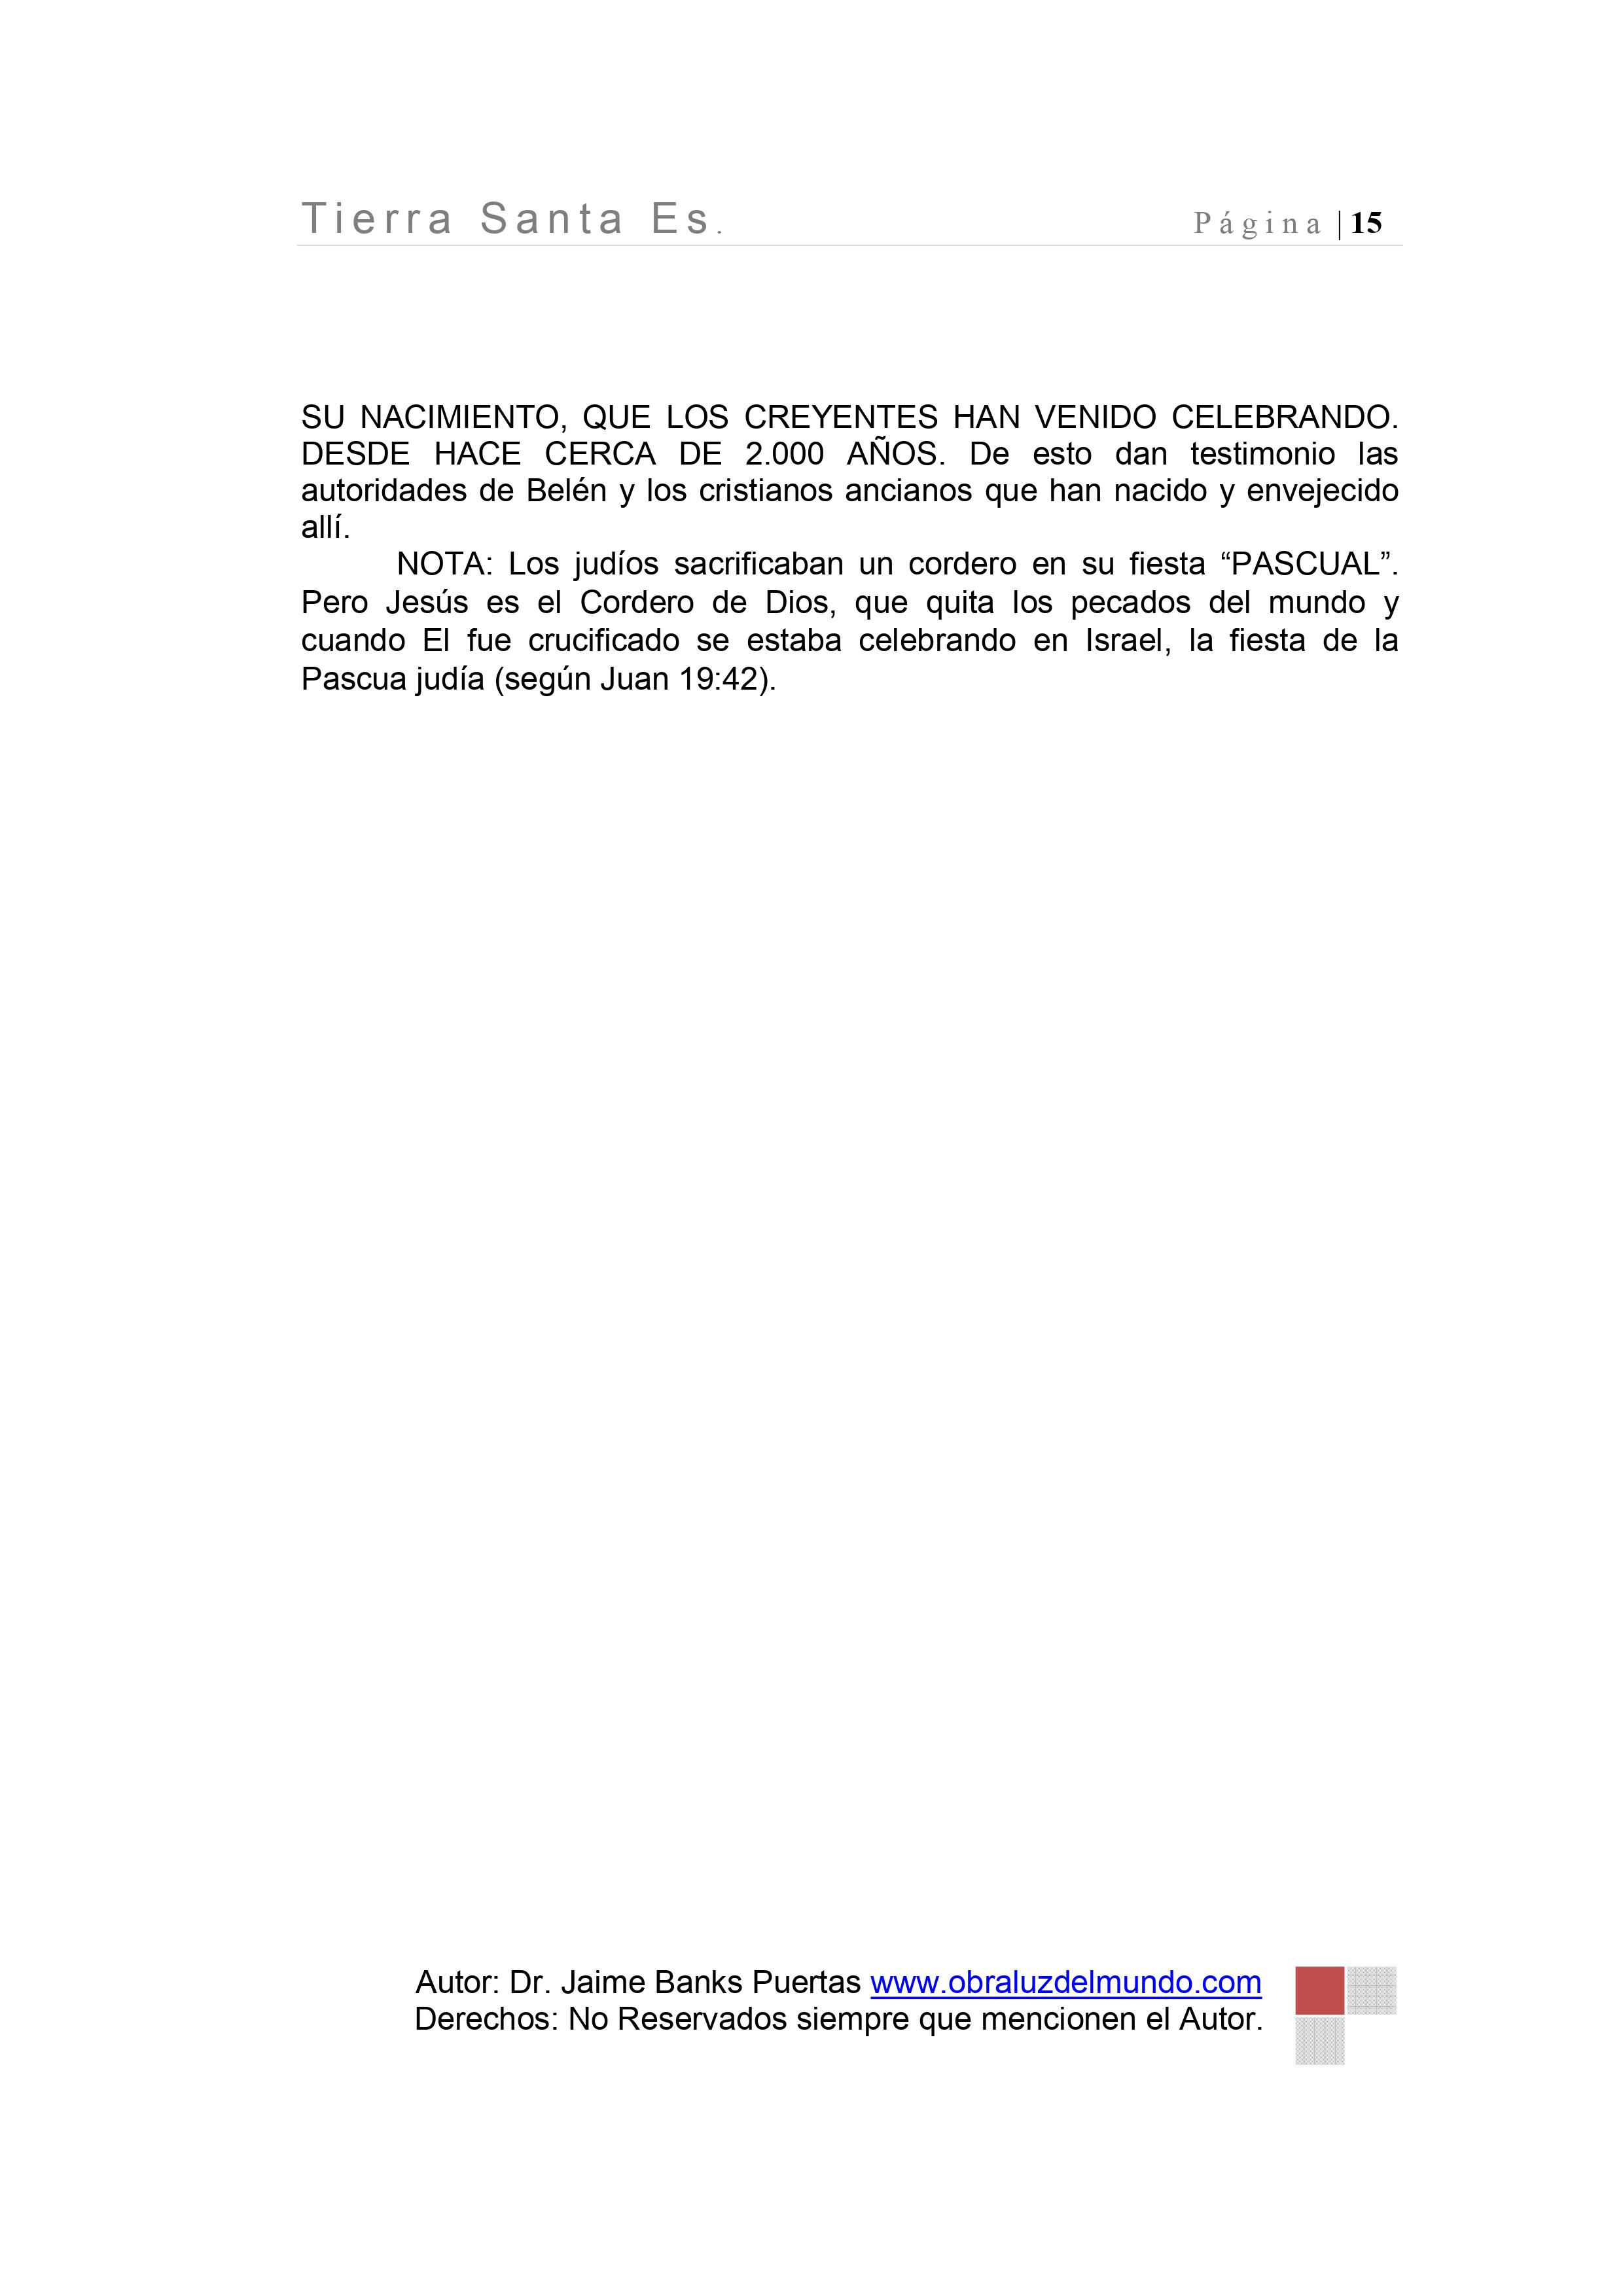 Tierra Santa Es. Página | 15
SU NACIMIENTO, QUE LOS CREYENTES HAN VENIDO CELEBRANDO.
DESDE HACE CERCA DE 2.000 AÑOS. De esto dan testimonio las
autoridades de Belén y los cristianos ancianos que han nacido y envejecido
allí.
NOTA: Los judíos sacrificaban un cordero en su fiesta “PASCUAL”.
Pero Jesús es el Cordero de Dios, que quita los pecados del mundo y
cuando El fue crucificado se estaba celebrando en Israel, la fiesta de la
Pascua judía (según Juan 19:42).
Autor: Dr. Jaime Banks Puertas www.obraluzdelmundo.com
Derechos: No Reservados siempre que mencionen el Autor.